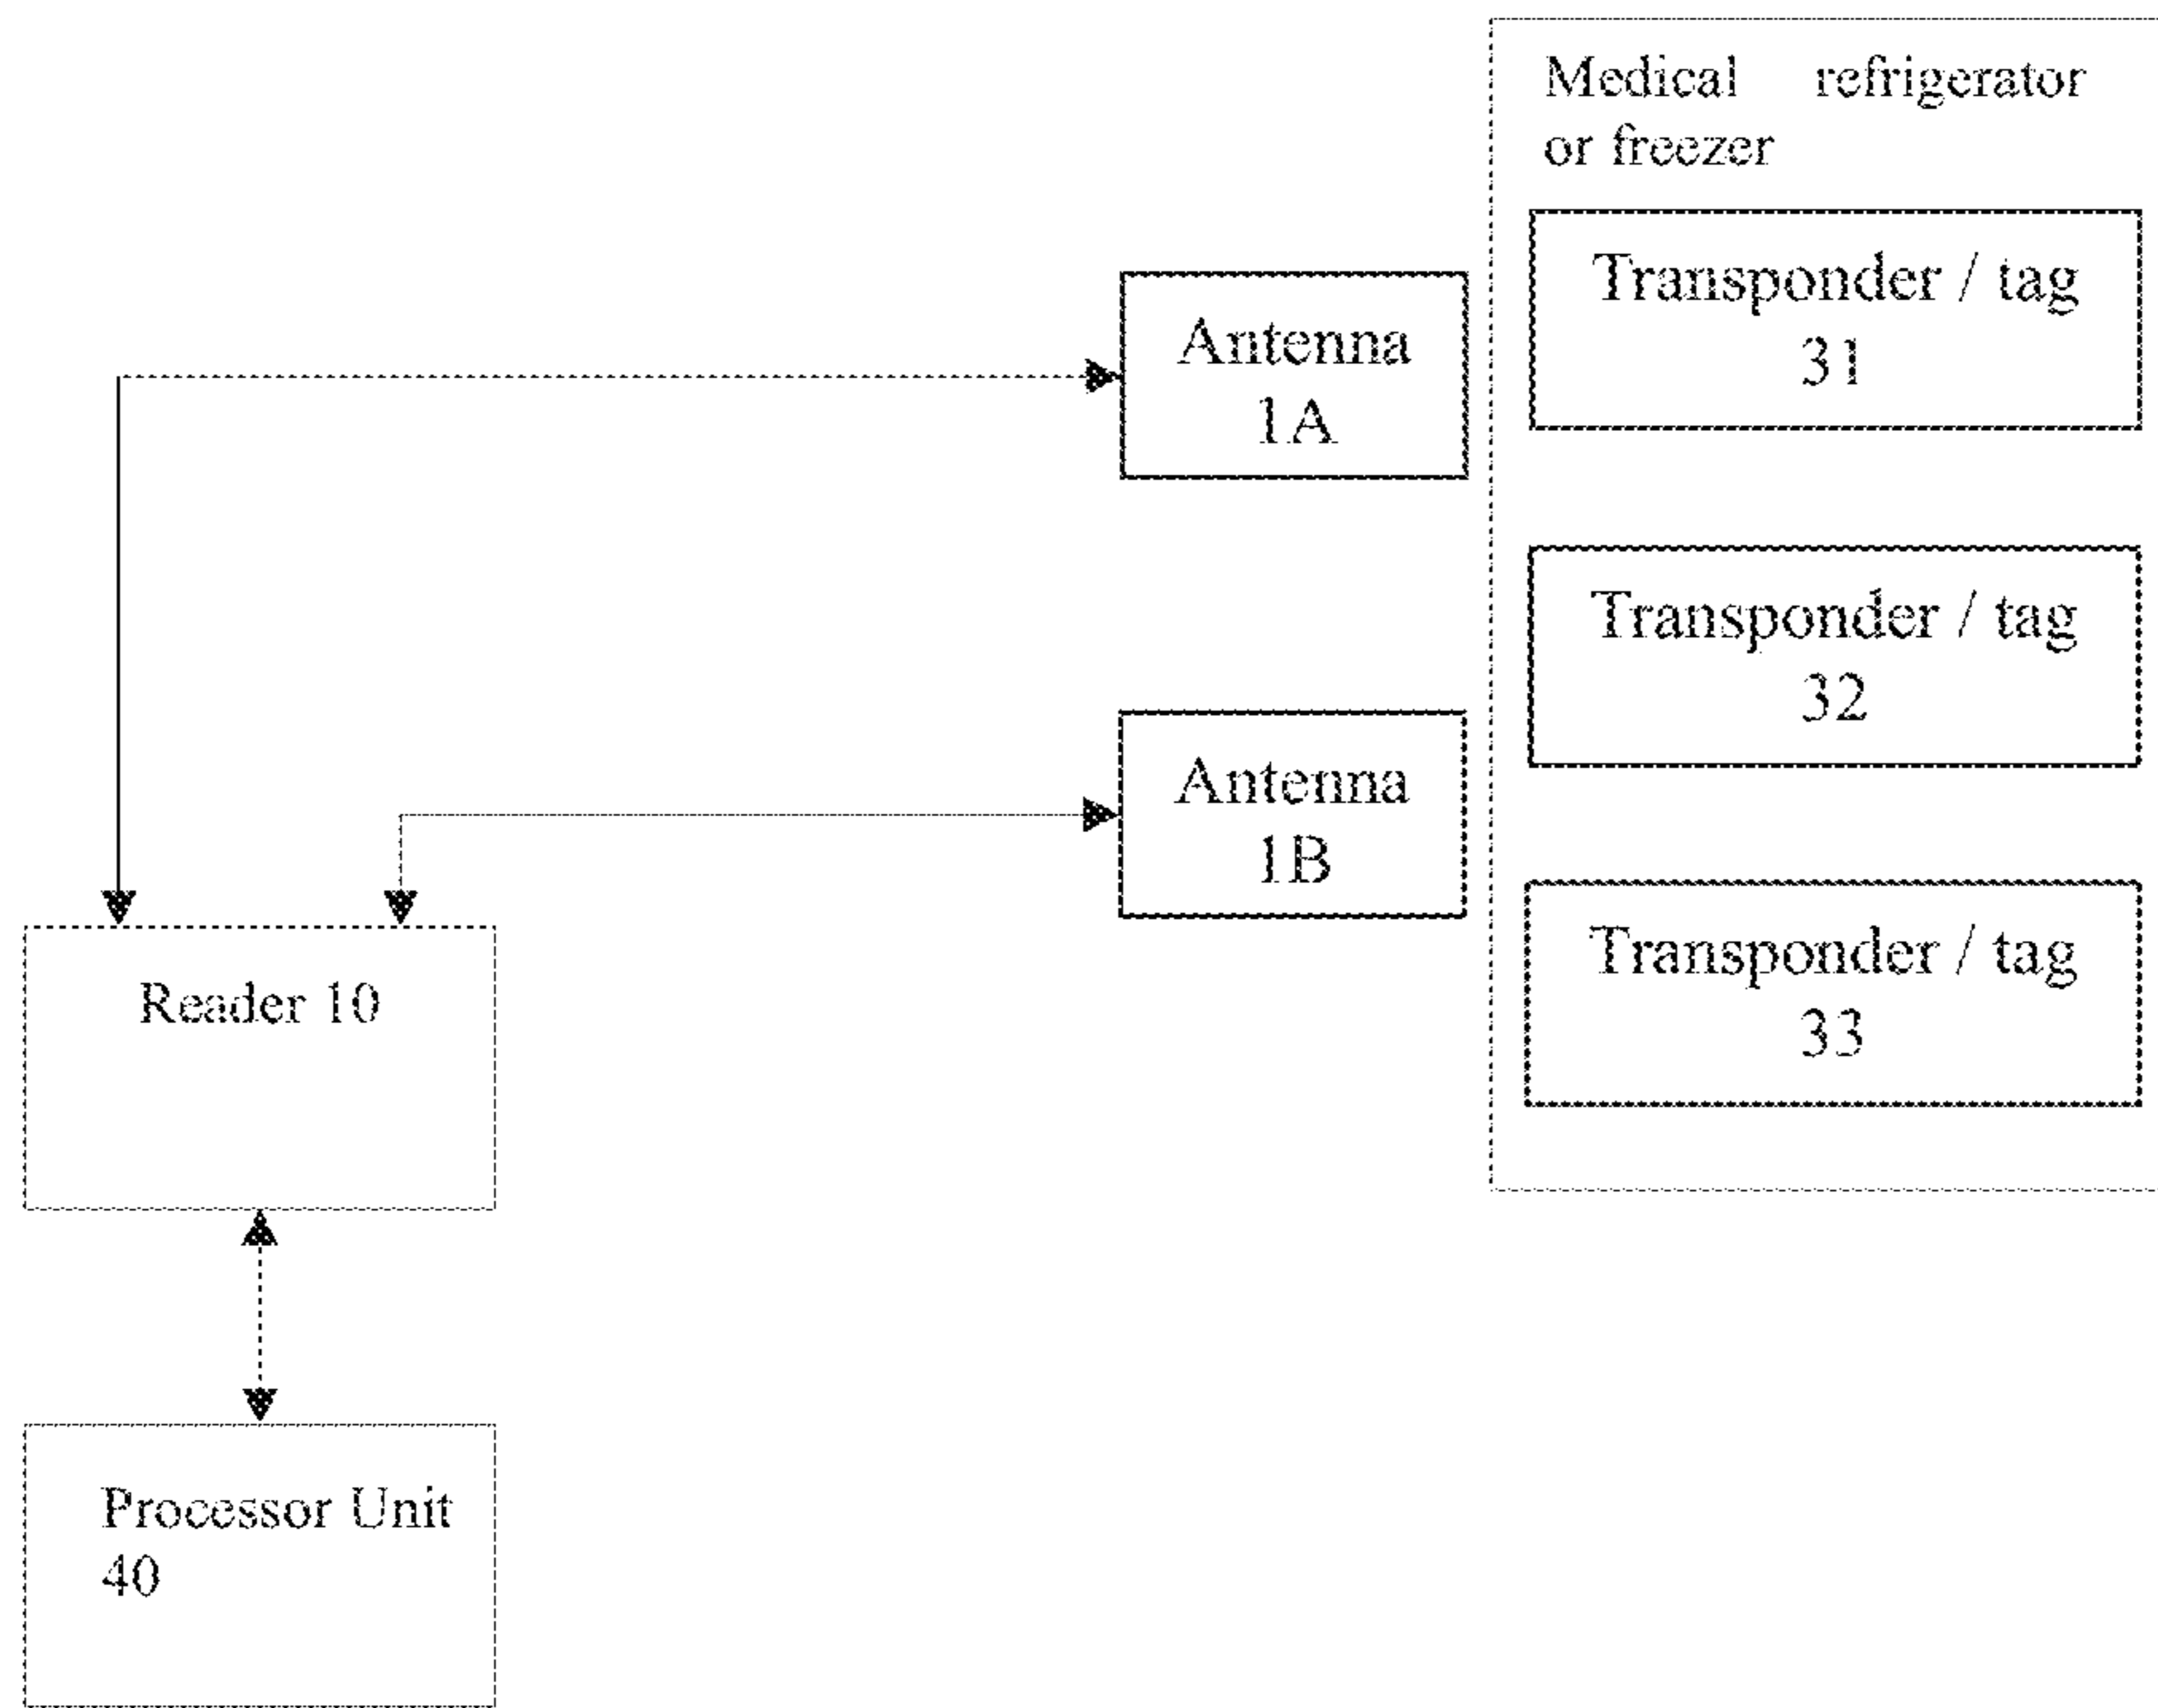 Medical refrigerator
or freezer
Transponder / tag
31
Antenna
1A
Transponder / tag
32
Antenna
1B
Transponder / tag
33
Reader 10
Processor Unit
40